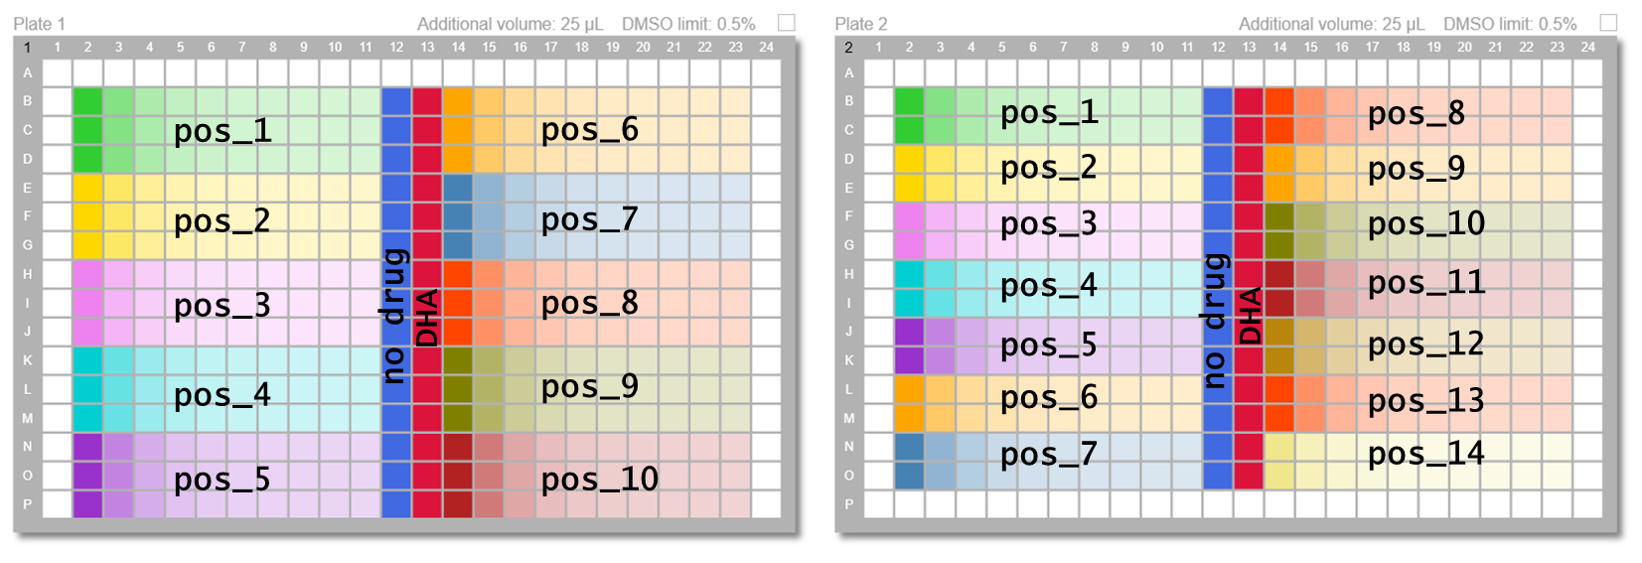 Plate 1 Additional volume: 25 µL DMSO limit: 0.5%
1 1 2 3 4 5 6 7 8 9 10 11 12 13 14 15 16 17 18 19 20 21 22 23 24
A
B
C
D
E
F
G
H
I
J
K
L
M
N
O
P
pos_1
pos_2
pos_3
pos_4
pos_5
no drug
DHA
pos_6
pos_7
pos_8
pos_9
pos_10
Plate 2 Additional volume: 25 µL DMSO limit: 0.5%
2 1 2 3 4 5 6 7 8 9 10 11 12 13 14 15 16 17 18 19 20 21 22 23 24
A
B
C
D
E
F
G
H
I
J
K
L
M
N
O
P
pos_1
pos_2
pos_3
pos_4
pos_5
pos_6
pos_7
no drug
DHA
pos_8
pos_9
pos_10
pos_11
pos_12
pos_13
pos_14